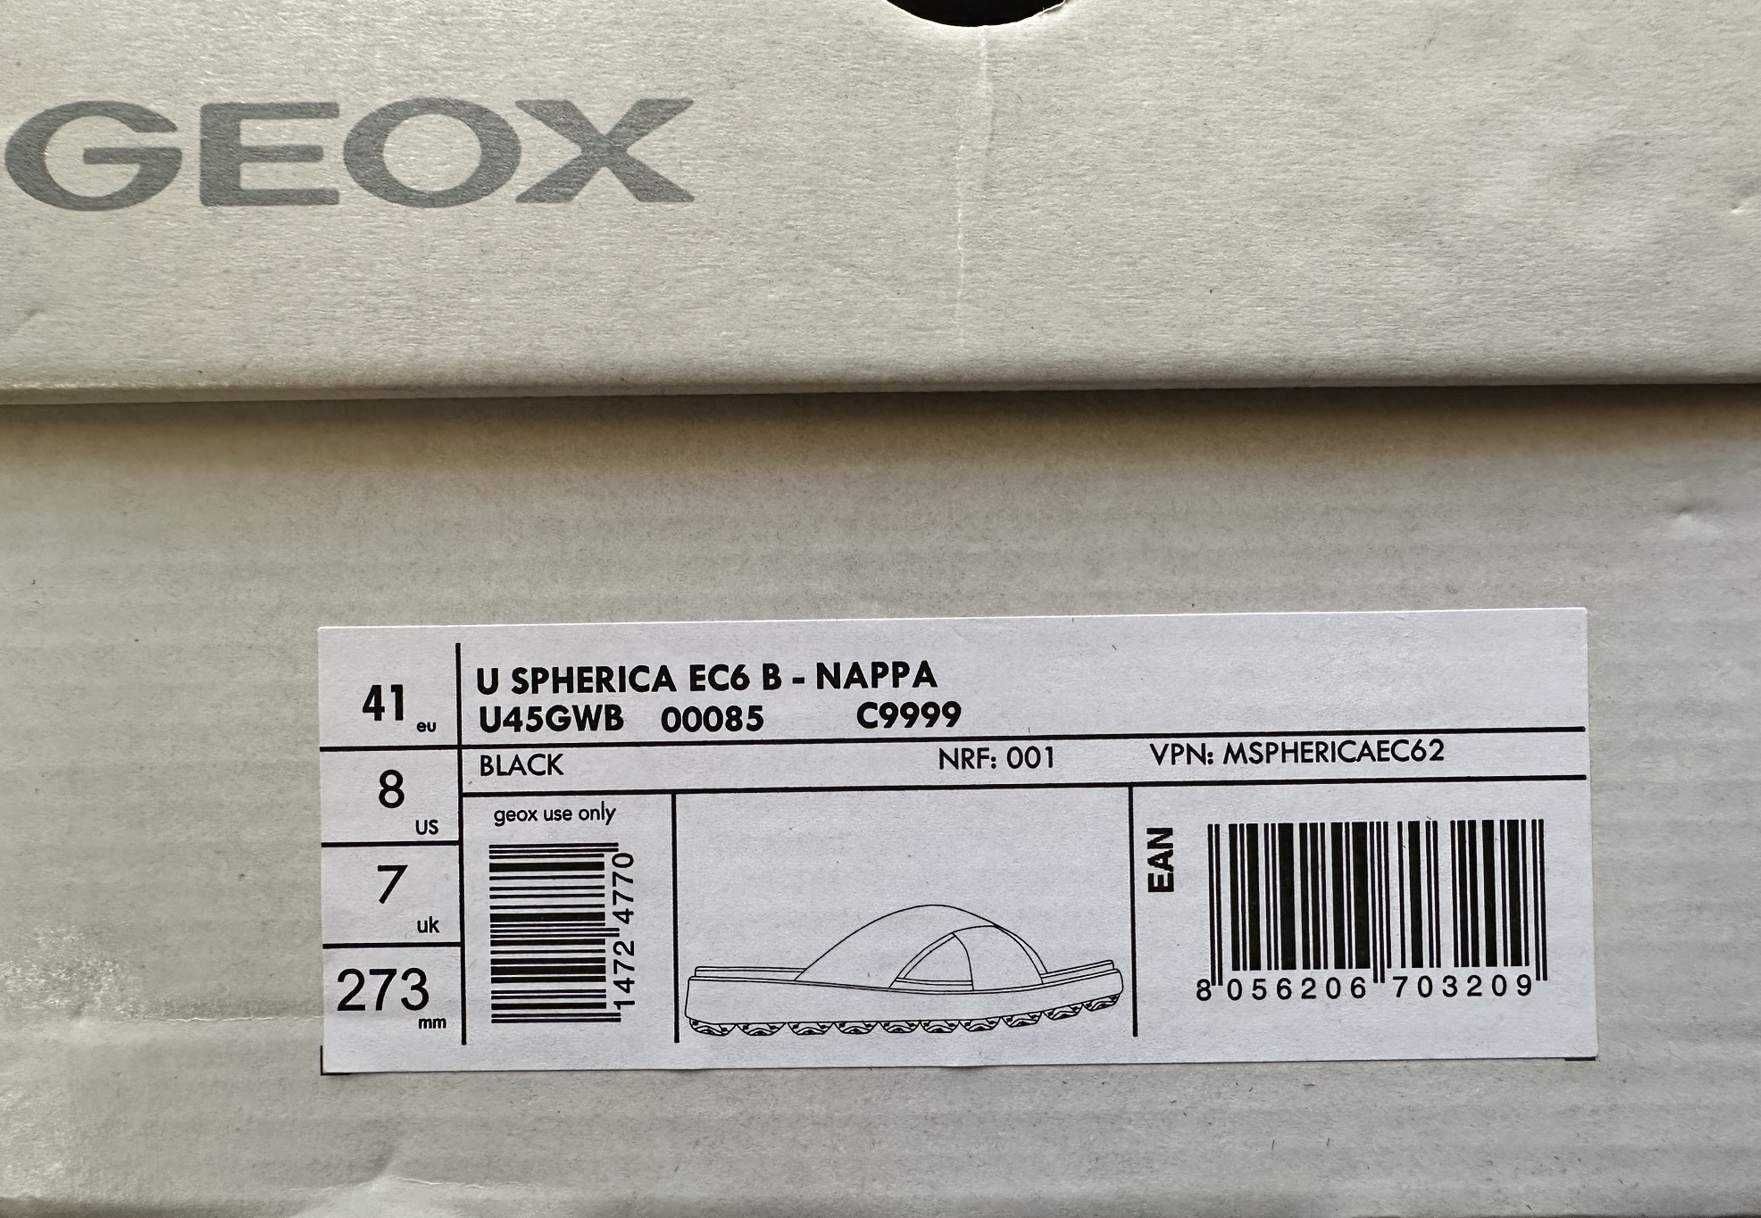 GEOX
41 eu
U SPHERICA EC6 B - NAPPA
U45GWB 00085 C9999
8 US
BLACK NRF: 001 VPN: MSPHERICAEC62
7 uk
273 mm
geox use only
1472 4770
EAN
8 056206 703209